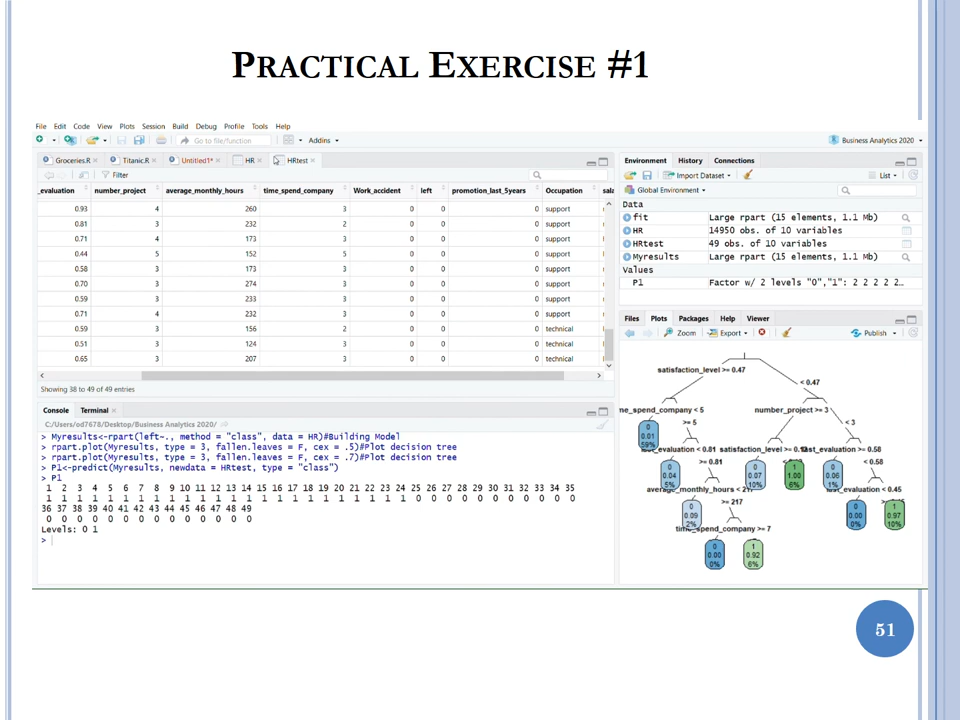 PRACTICAL EXERCISE #1
File Edit Code View Plots Session Build Debug Profile Tools Help
Go to file/function Addins Business Analytics 2020
Groceries.R Titanic.R Untitled1* HR HRtest
Filter
_evaluation number_project average_monthly_hours time_spend_company Work_accident left promotion_last_5years Occupation sala
0.93 4 260 3 0 0 0 support
0.81 3 232 2 0 0 0 support
0.71 4 173 3 0 0 0 support
0.44 5 152 5 0 0 0 support
0.58 3 173 3 0 0 0 support
0.70 3 274 3 0 0 0 support
0.59 3 233 3 0 0 0 support
0.71 4 232 3 0 0 0 support
0.59 3 156 2 0 0 0 technical
0.51 3 124 3 0 0 0 technical
0.65 3 207 3 0 0 0 technical
Showing 38 to 49 of 49 entries
Console Terminal
C:/Users/od7678/Desktop/Business Analytics 2020/
> Myresults<-rpart(left~., method = "class", data = HR)#Building Model
> rpart.plot(Myresults, type = 3, fallen.leaves = F, cex = .5)#Plot decision tree
> rpart.plot(Myresults, type = 3, fallen.leaves = F, cex = .7)#Plot decision tree
> P1<-predict(Myresults, newdata = HRtest, type = "class")
> P1
1 2 3 4 5 6 7 8 9 10 11 12 13 14 15 16 17 18 19 20 21 22 23 24 25 26 27 28 29 30 31 32 33 34 35
1 1 1 1 1 1 1 1 1 1 1 1 1 1 1 1 1 1 1 1 1 1 1 1 0 0 0 0 0 0 0 0 0 0 0
36 37 38 39 40 41 42 43 44 45 46 47 48 49
0 0 0 0 0 0 0 0 0 0 0 0 0 0
Levels: 0 1
>
Environment History Connections
Import Dataset List
Global Environment
Data
fit Large rpart (15 elements, 1.1 Mb)
HR 14950 obs. of 10 variables
HRtest 49 obs. of 10 variables
Myresults Large rpart (15 elements, 1.1 Mb)
Values
P1 Factor w/ 2 levels "0","1": 2 2 2 2 2…
Files Plots Packages Help Viewer
Zoom Export Publish
satisfaction_level >= 0.47
< 0.47
me_spend_company < 5 number_project >= 3
>= 5 < 3
0 0.01 59%
_evaluation < 0.81 satisfaction_level >= last_evaluation >= 0.58
>= 0.81 < 0.58
0 0.04 5%
0 0.07 10%
1 1.00 6%
0 0.06 1%
average_monthly_hours < 217 last_evaluation < 0.45
>= 217
0 0.09 2%
0 0.00 0%
1 0.97 10%
time_spend_company >= 7
0 0.00 0%
1 0.92 6%
51